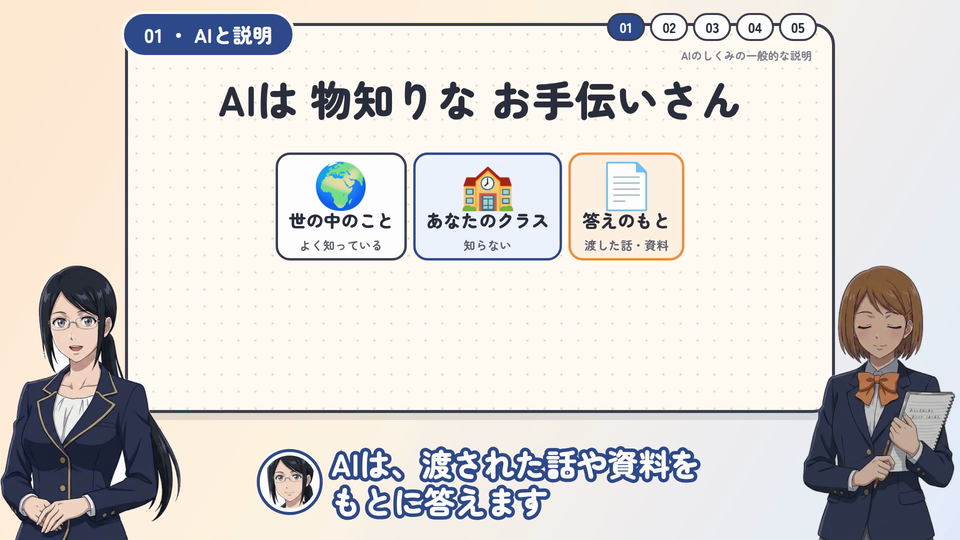 01 ・ AIと説明
01 02 03 04 05
AIのしくみの一般的な説明
AIは 物知りな お手伝いさん
世の中のこと
よく知っている
あなたのクラス
知らない
答えのもと
渡した話・資料
AIは、渡された話や資料を
もとに答えます